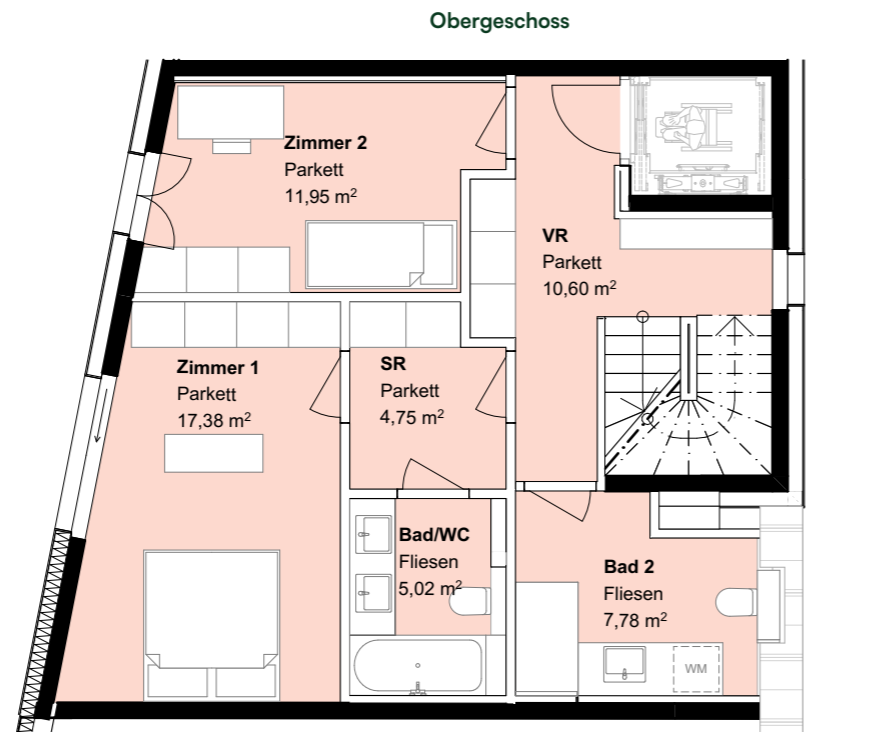 Obergeschoss
Zimmer 2
Parkett
11,95 m²
VR
Parkett
10,60 m²
Zimmer 1
Parkett
17,38 m²
SR
Parkett
4,75 m²
Bad/WC
Fliesen
5,02 m²
Bad 2
Fliesen
7,78 m²
WM